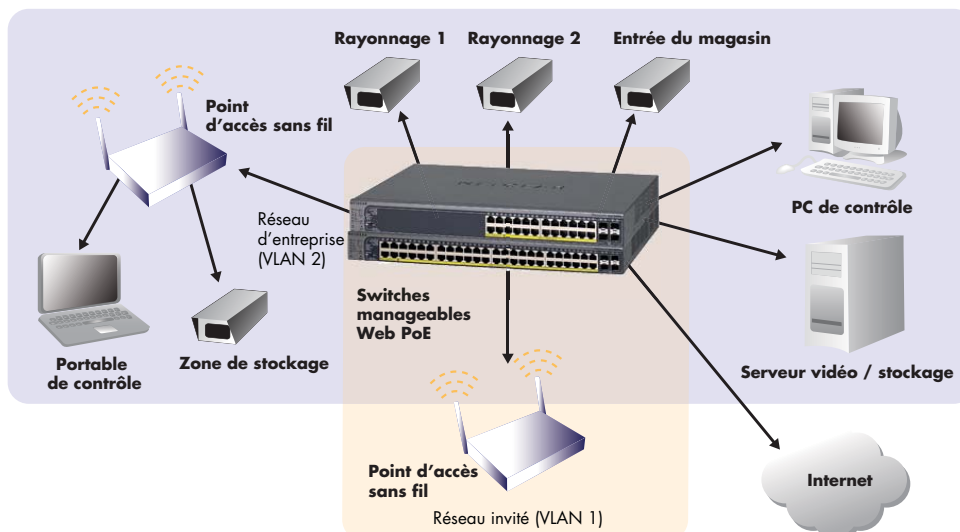 Rayonnage 1
Rayonnage 2
Entrée du magasin
Point
d'accès sans fil
PC de contrôle
Réseau
d'entreprise
(VLAN 2)
Switches
manageables
Web PoE
Portable
de contrôle
Zone de stockage
Serveur vidéo / stockage
Point d'accès
sans fil
Internet
Réseau invité (VLAN 1)